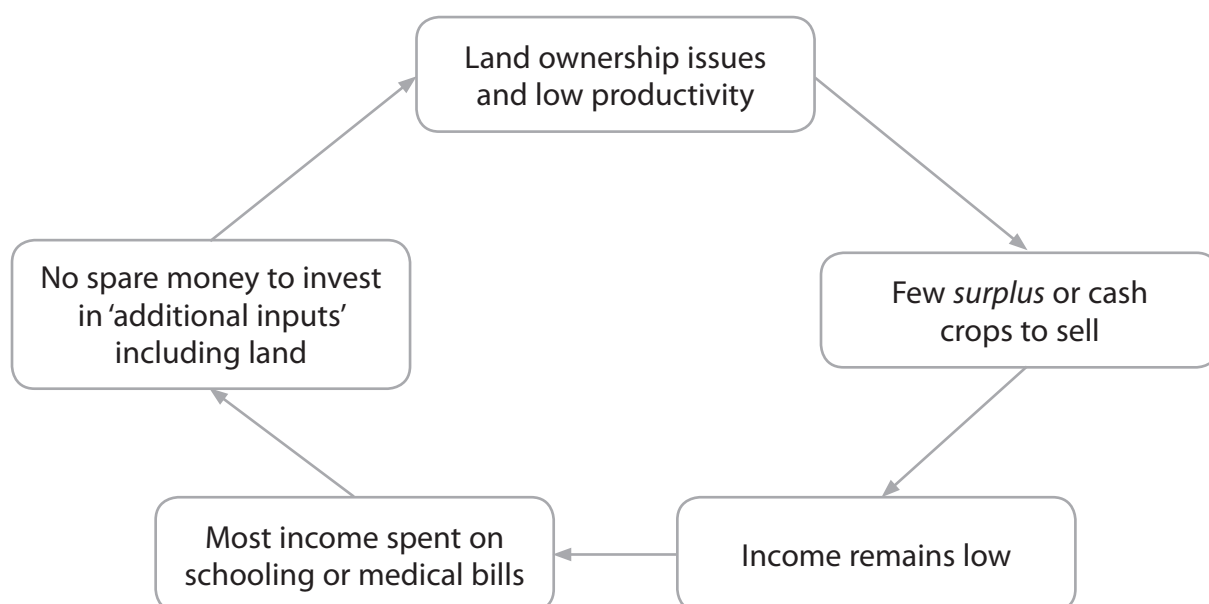 Land ownership issues
and low productivity
Few surplus or cash
crops to sell
Income remains low
Most income spent on
schooling or medical bills
No spare money to invest
in ‘additional inputs’
including land